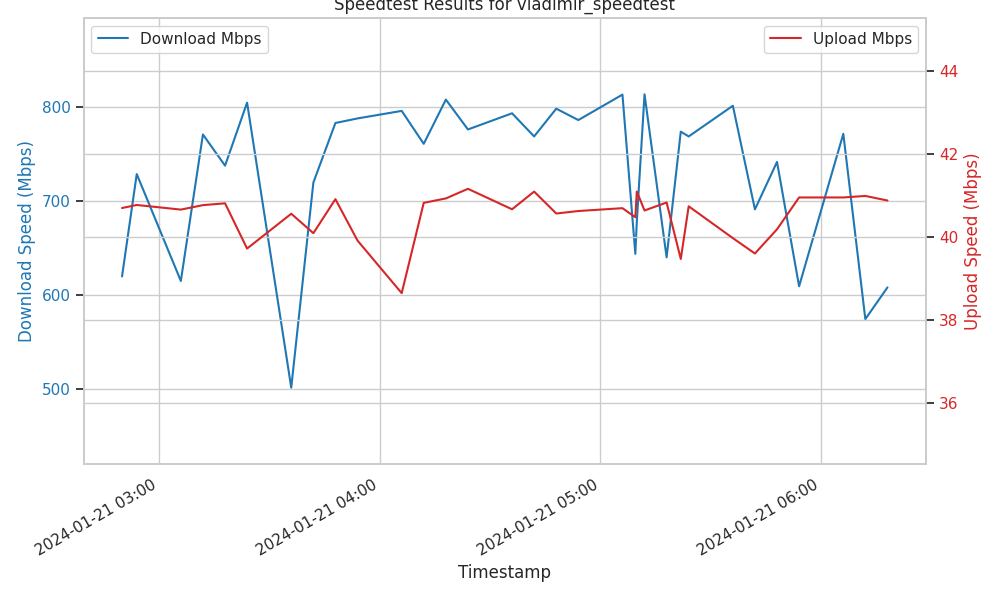 Speedtest Results for vladimir_speedtest
Download Mbps
Upload Mbps
Download Speed (Mbps)
800
700
600
500
44
42
40
38
36
Upload Speed (Mbps)
2024-01-21 03:00
2024-01-21 04:00
2024-01-21 05:00
2024-01-21 06:00
Timestamp